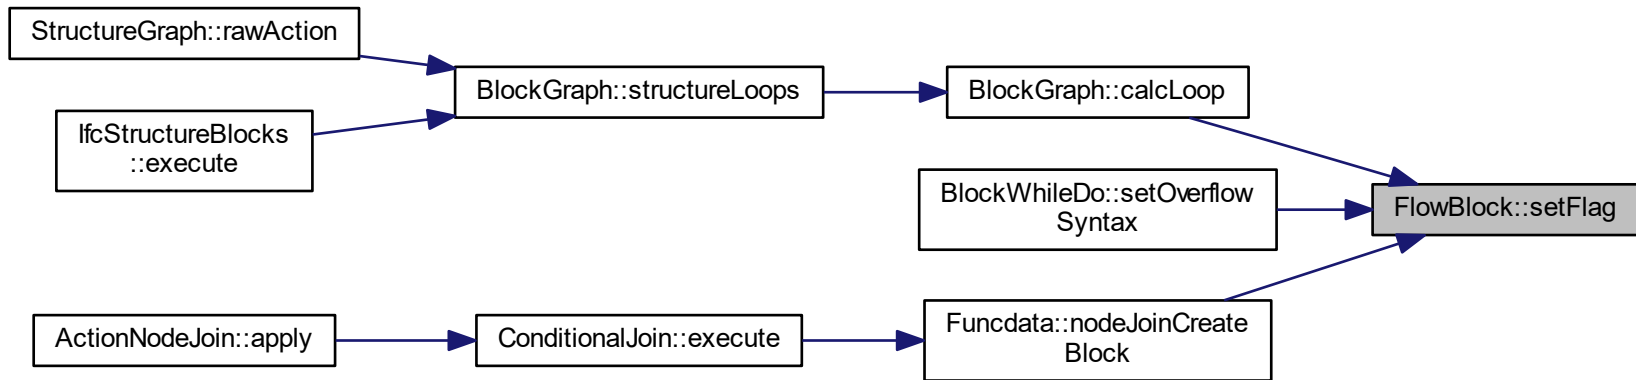 StructureGraph::rawAction
IfcStructureBlocks
::execute
BlockGraph::structureLoops
BlockGraph::calcLoop
BlockWhileDo::setOverflow
Syntax
FlowBlock::setFlag
ActionNodeJoin::apply
ConditionalJoin::execute
Funcdata::nodeJoinCreate
Block